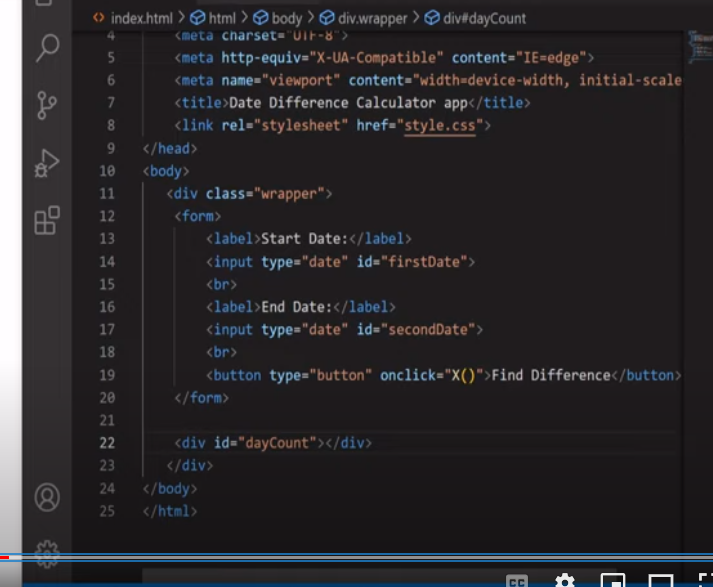 index.html > html > body > div.wrapper > div#dayCount
4 <meta charset="UTF-8">
5 <meta http-equiv="X-UA-Compatible" content="IE=edge">
6 <meta name="viewport" content="width=device-width, initial-scale
7 <title>Date Difference Calculator app</title>
8 <link rel="stylesheet" href="style.css">
9 </head>
10 <body>
11 <div class="wrapper">
12 <form>
13 <label>Start Date:</label>
14 <input type="date" id="firstDate">
15 <br>
16 <label>End Date:</label>
17 <input type="date" id="secondDate">
18 <br>
19 <button type="button" onclick="X()">Find Difference</button>
20 </form>
21
22 <div id="dayCount"></div>
23 </div>
24 </body>
25 </html>
CC